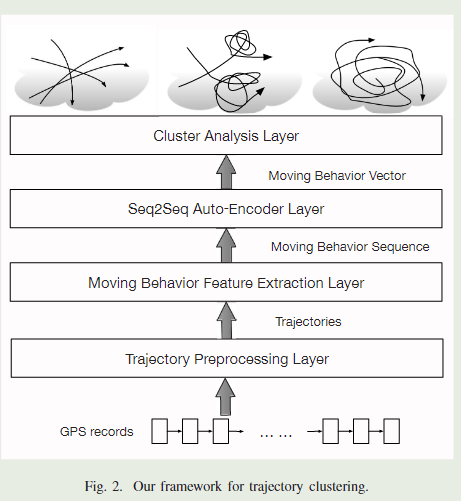 Cluster Analysis Layer
Moving Behavior Vector
Seq2Seq Auto-Encoder Layer
Moving Behavior Sequence
Moving Behavior Feature Extraction Layer
Trajectories
Trajectory Preprocessing Layer
GPS records
... ...
Fig. 2. Our framework for trajectory clustering.